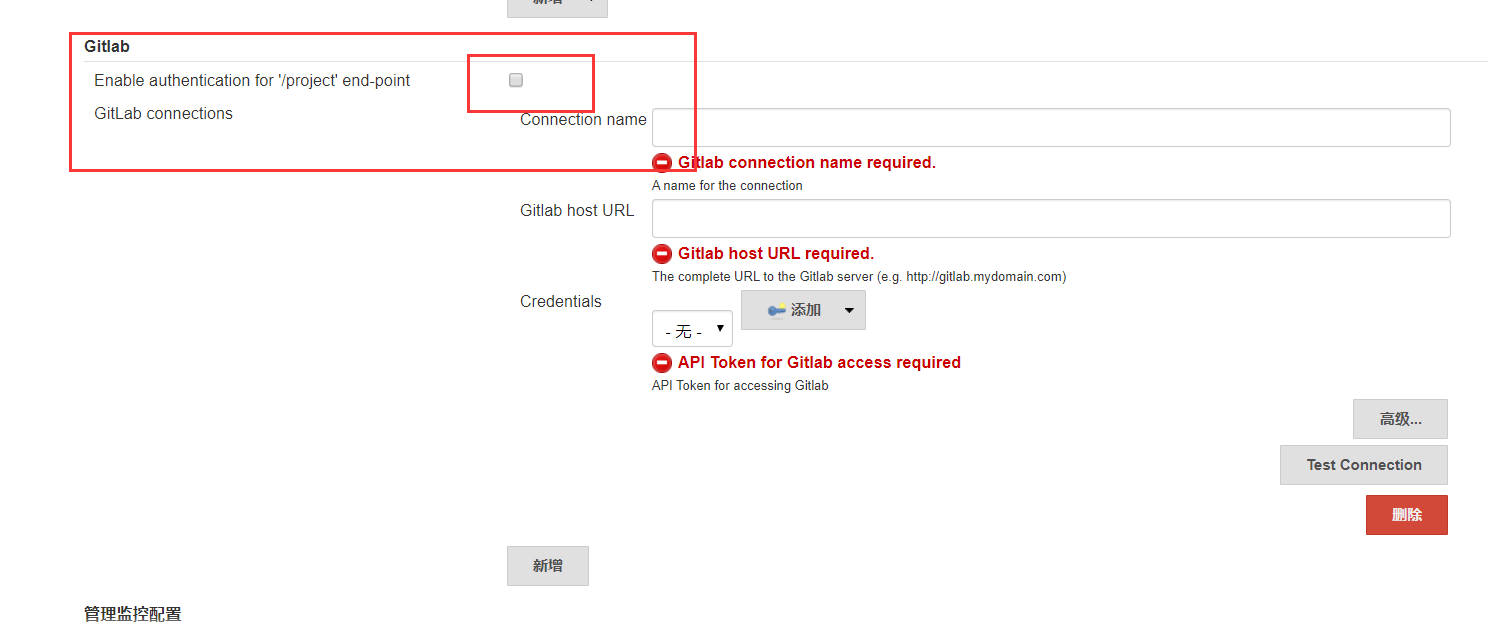 新增
Gitlab
Enable authentication for '/project' end-point
GitLab connections
Connection name
Gitlab connection name required.
A name for the connection
Gitlab host URL
Gitlab host URL required.
The complete URL to the Gitlab server (e.g. http://gitlab.mydomain.com)
Credentials
- 无 -
添加
API Token for Gitlab access required
API Token for accessing Gitlab
高级...
Test Connection
删除
新增
管理监控配置